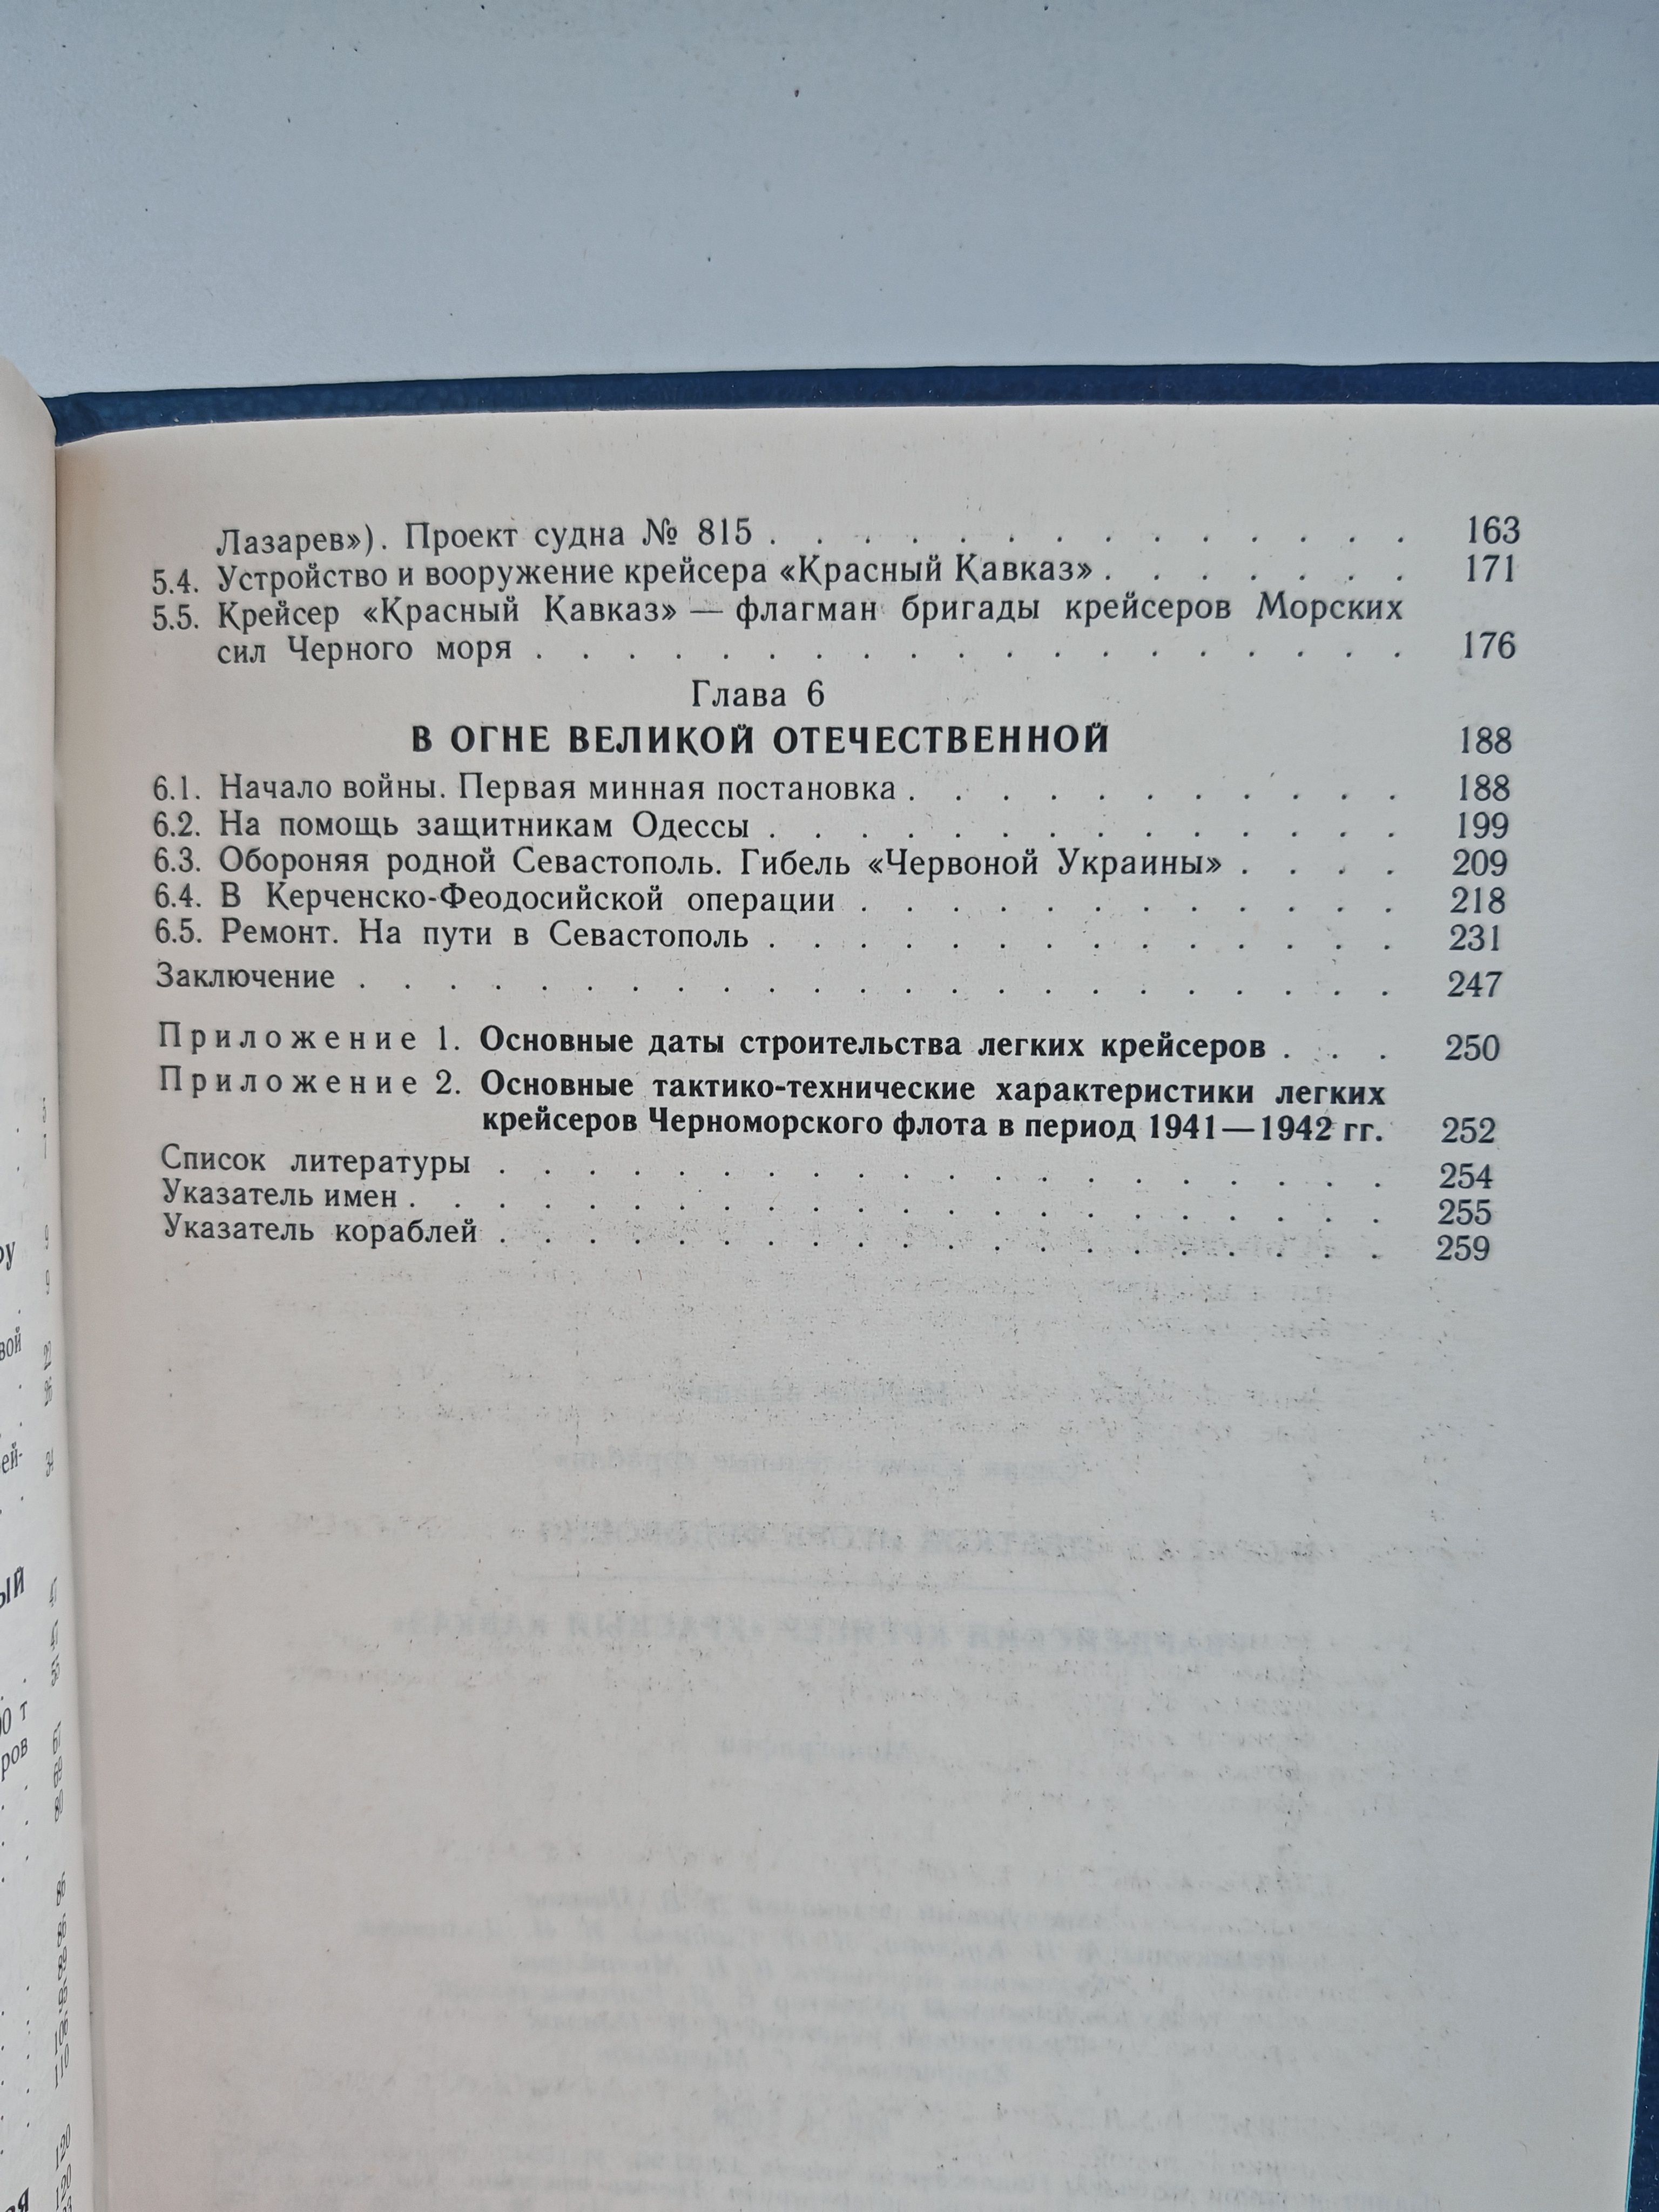 Лазарев»). Проект судна № 815 . . . . . . . . . . . . . . 163
5.4. Устройство и вооружение крейсера «Красный Кавказ» . . . . . . . 171
5.5. Крейсер «Красный Кавказ» — флагман бригады крейсеров Морских
сил Черного моря . . . . . . . . . . . . . . . . . . . 176
Глава 6
В ОГНЕ ВЕЛИКОЙ ОТЕЧЕСТВЕННОЙ 188
6.1. Начало войны. Первая минная постановка . . . . . . . . . . . 188
6.2. На помощь защитникам Одессы . . . . . . . . . . . . . . 199
6.3. Обороняя родной Севастополь. Гибель «Червоной Украины» . . . . 209
6.4. В Керченско-Феодосийской операции . . . . . . . . . . . . 218
6.5. Ремонт. На пути в Севастополь . . . . . . . . . . . . . . 231
Заключение . . . . . . . . . . . . . . . . . . . . . . . 247
Приложение 1. Основные даты строительства легких крейсеров . . . 250
Приложение 2. Основные тактико-технические характеристики легких
крейсеров Черноморского флота в период 1941—1942 гг. 252
Список литературы . . . . . . . . . . . . . . . . . . . . 254
Указатель имен . . . . . . . . . . . . . . . . . . . . . . 255
Указатель кораблей . . . . . . . . . . . . . . . . . . . . 259